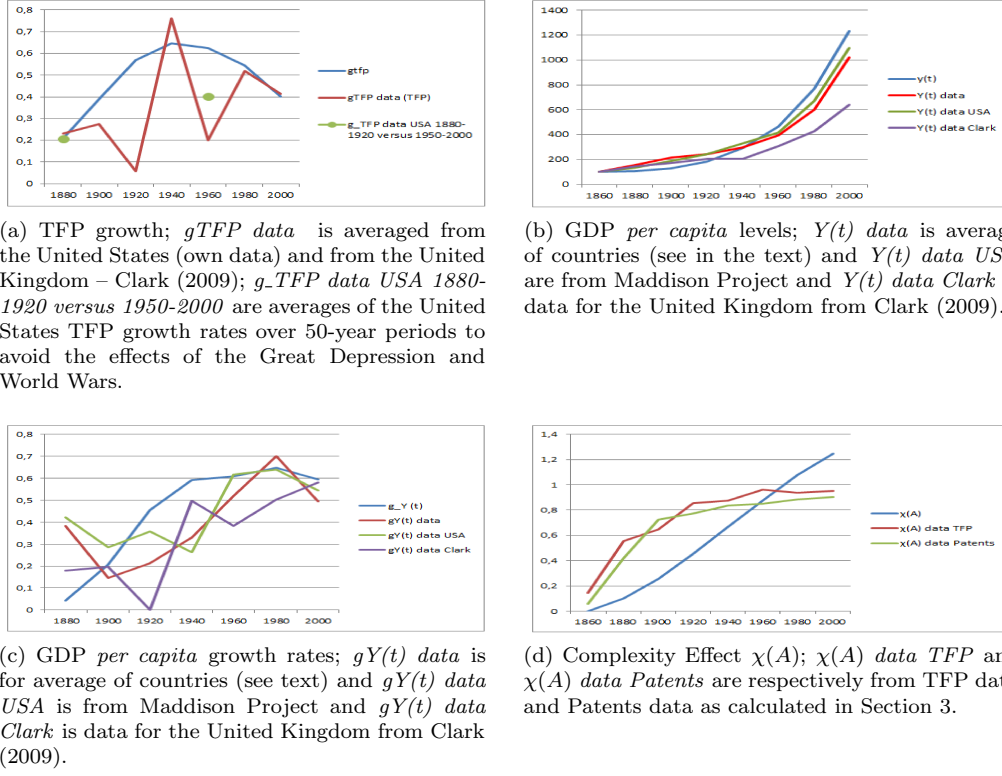 0,8
0,7
0,6
0,5
0,4
0,3
0,2
0,1
0
1880 1900 1920 1940 1960 1980 2000
gtfp
gTFP data (TFP)
g_TFP data USA 1880-
1920 versus 1950-2000
(a) TFP growth; gTFP data is averaged from
the United States (own data) and from the United
Kingdom – Clark (2009); g_TFP data USA 1880-
1920 versus 1950-2000 are averages of the United
States TFP growth rates over 50-year periods to
avoid the effects of the Great Depression and
World Wars.
1400
1200
1000
800
600
400
200
0
1860 1880 1900 1920 1940 1960 1980 2000
y(t)
Y(t) data
Y(t) data USA
Y(t) data Clark
(b) GDP per capita levels; Y(t) data is averag
of countries (see in the text) and Y(t) data US
are from Maddison Project and Y(t) data Clark
data for the United Kingdom from Clark (2009).
0,8
0,7
0,6
0,5
0,4
0,3
0,2
0,1
0
1880 1900 1920 1940 1960 1980 2000
g_Y (t)
gY(t) data
gY(t) data USA
gY(t) data Clark
(c) GDP per capita growth rates; gY(t) data is
for average of countries (see text) and gY(t) data
USA is from Maddison Project and gY(t) data
Clark is data for the United Kingdom from Clark
(2009).
1,4
1,2
1
0,8
0,6
0,4
0,2
0
1860 1880 1900 1920 1940 1960 1980 2000
χ(A)
χ(A) data TFP
χ(A) data Patents
(d) Complexity Effect χ(A); χ(A) data TFP an
χ(A) data Patents are respectively from TFP dat
and Patents data as calculated in Section 3.